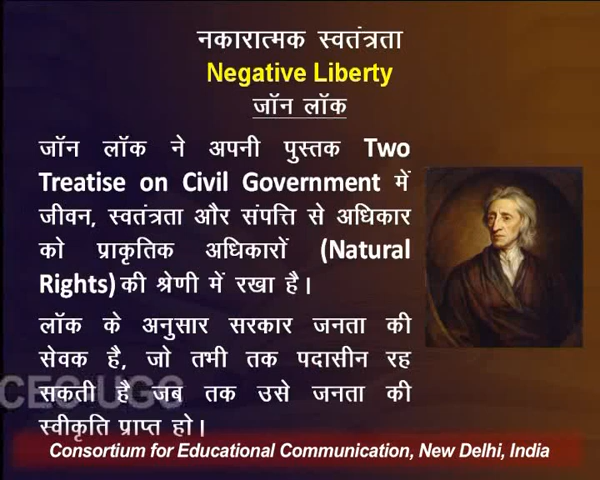 नकारात्मक स्वतंत्रता
Negative Liberty
जॉन लॉक
जॉन लॉक ने अपनी पुस्तक Two
Treatise on Civil Government में
जीवन, स्वतंत्रता और संपत्ति से अधिकार
को प्राकृतिक अधिकारों (Natural
Rights) की श्रेणी में रखा है।
लॉक के अनुसार सरकार जनता की
सेवक है, जो तभी तक पदासीन रह
सकती है जब तक उसे जनता की
स्वीकृति प्राप्त हो।
CEC/UGC
Consortium for Educational Communication, New Delhi, India